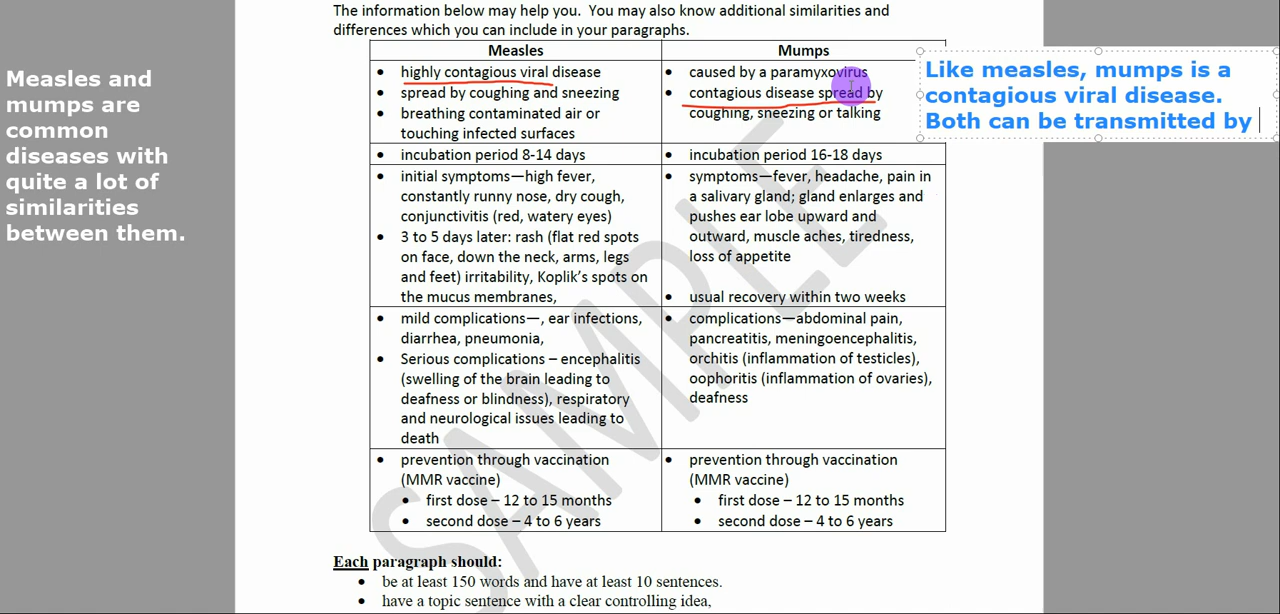 The information below may help you.  You may also know additional similarities and
differences which you can include in your paragraphs.
Measles and
mumps are
common
diseases with
quite a lot of
similarities
between them.
Measles
• highly contagious viral disease
• spread by coughing and sneezing
• breathing contaminated air or
touching infected surfaces
Mumps
• caused by a paramyxovirus
• contagious disease spread by
coughing, sneezing or talking
Like measles, mumps is a
contagious viral disease.
Both can be transmitted by
• incubation period 8-14 days
• incubation period 16-18 days
• initial symptoms—high fever,
constantly runny nose, dry cough,
conjunctivitis (red, watery eyes)
• 3 to 5 days later: rash (flat red spots
on face, down the neck, arms, legs
and feet) irritability, Koplik's spots on
the mucus membranes,
• symptoms—fever, headache, pain in
a salivary gland; gland enlarges and
pushes ear lobe upward and
outward, muscle aches, tiredness,
loss of appetite
• usual recovery within two weeks
• mild complications—, ear infections,
diarrhea, pneumonia,
• Serious complications – encephalitis
(swelling of the brain leading to
deafness or blindness), respiratory
and neurological issues leading to
death
• complications—abdominal pain,
pancreatitis, meningoencephalitis,
orchitis (inflammation of testicles),
oophoritis (inflammation of ovaries),
deafness
• prevention through vaccination
(MMR vaccine)
• first dose – 12 to 15 months
• second dose – 4 to 6 years
• prevention through vaccination
(MMR vaccine)
• first dose – 12 to 15 months
• second dose – 4 to 6 years
SAMPLE
Each paragraph should:
• be at least 150 words and have at least 10 sentences.
• have a topic sentence with a clear controlling idea,